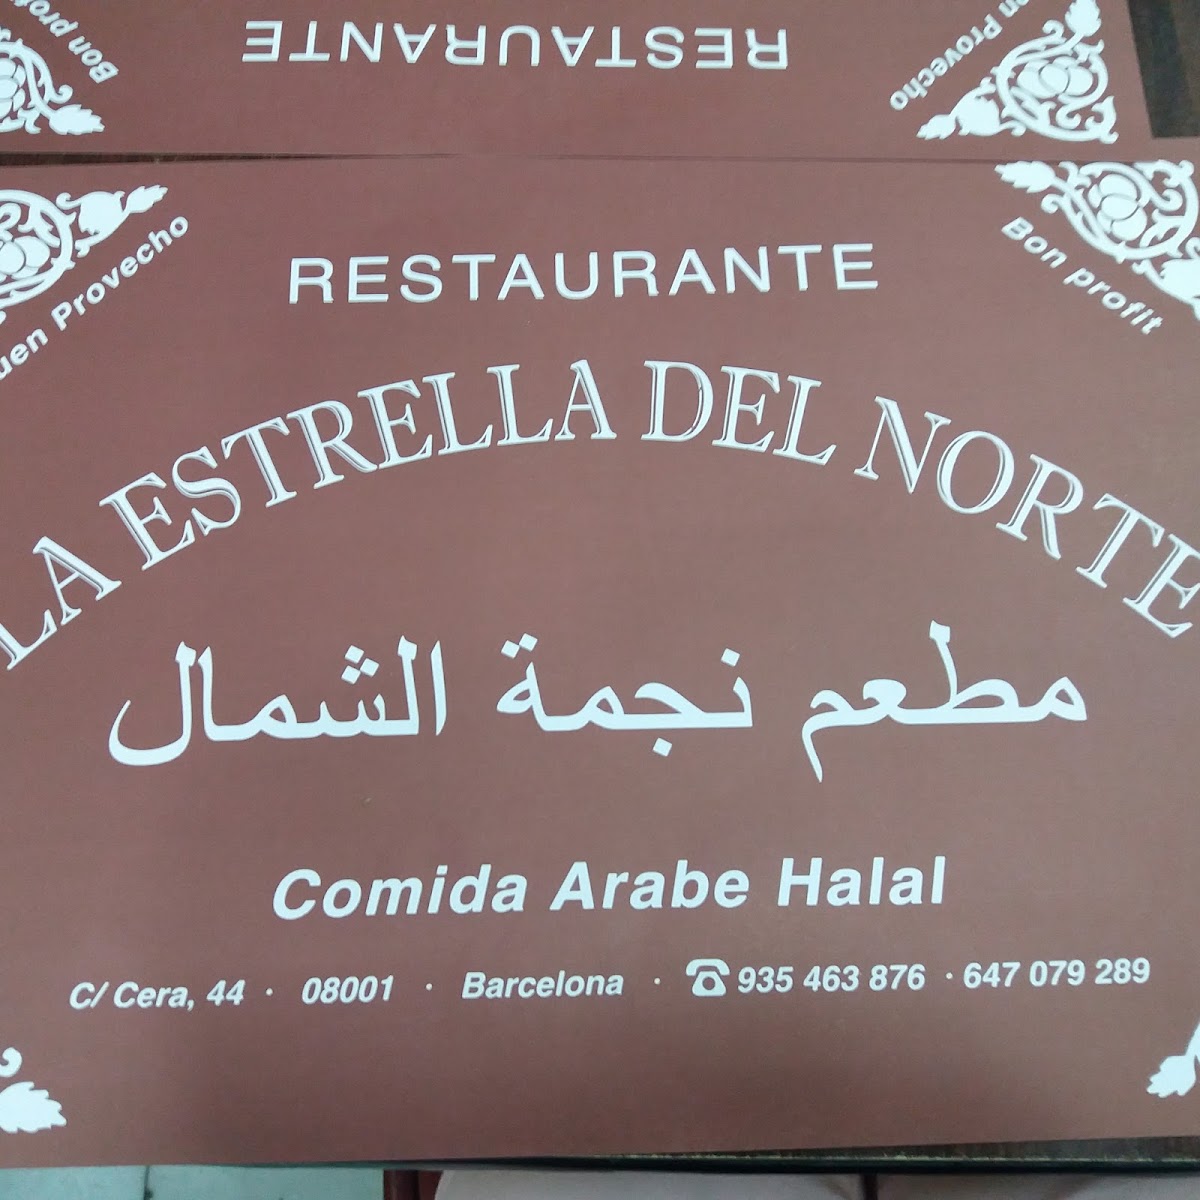 Bon
RESTAURANTE
Provecho
uen Provecho
Bon profit
RESTAURANTE
LA ESTRELLA DEL NORTE
مطعم نجمة الشمال
Comida Arabe Halal
C/ Cera, 44 · 08001 · Barcelona · ☎ 935 463 876 · 647 079 289